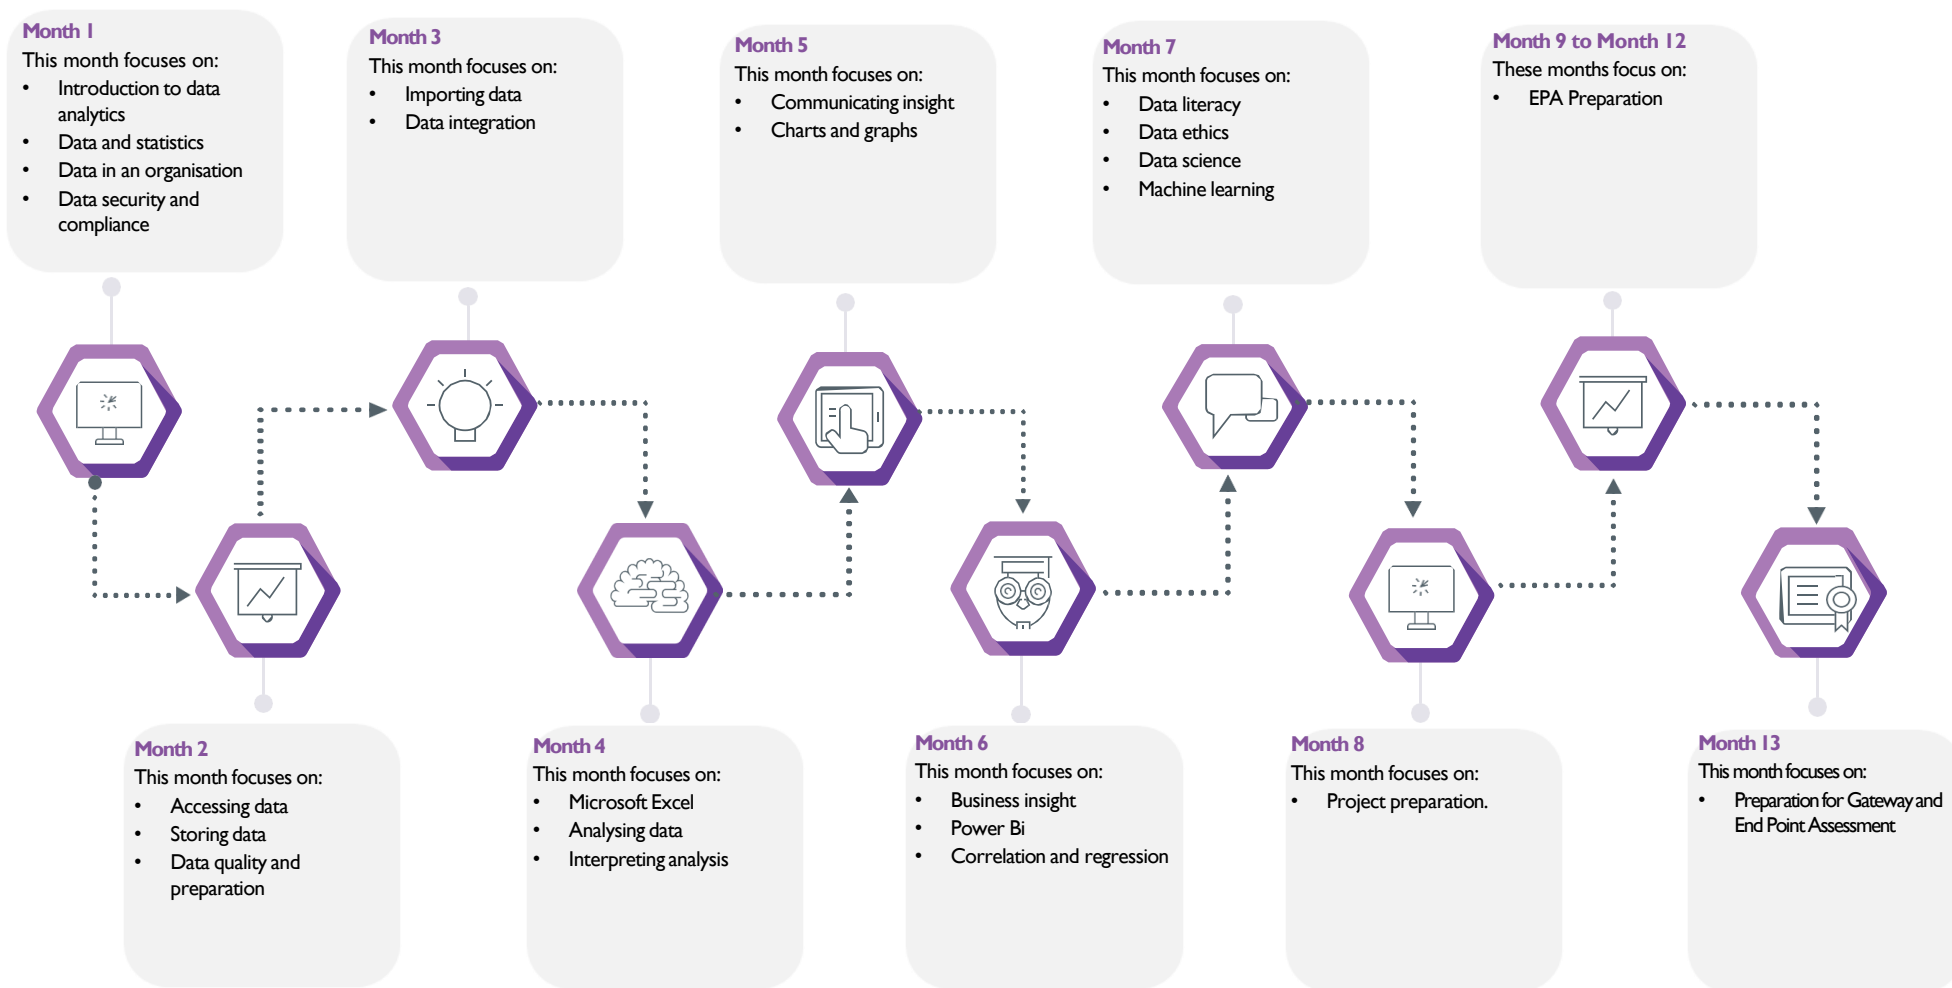 Month 1
This month focuses on:
• Introduction to data
analytics
• Data and statistics
• Data in an organisation
• Data security and
compliance
Month 3
This month focuses on:
• Importing data
• Data integration
Month 5
This month focuses on:
• Communicating insight
• Charts and graphs
Month 7
This month focuses on:
• Data literacy
• Data ethics
• Data science
• Machine learning
Month 9 to Month 12
These months focus on:
• EPA Preparation
Month 2
This month focuses on:
• Accessing data
• Storing data
• Data quality and
preparation
Month 4
This month focuses on:
• Microsoft Excel
• Analysing data
• Interpreting analysis
Month 6
This month focuses on:
• Business insight
• Power Bi
• Correlation and regression
Month 8
This month focuses on:
• Project preparation.
Month 13
This month focuses on:
• Preparation for Gateway and
End Point Assessment